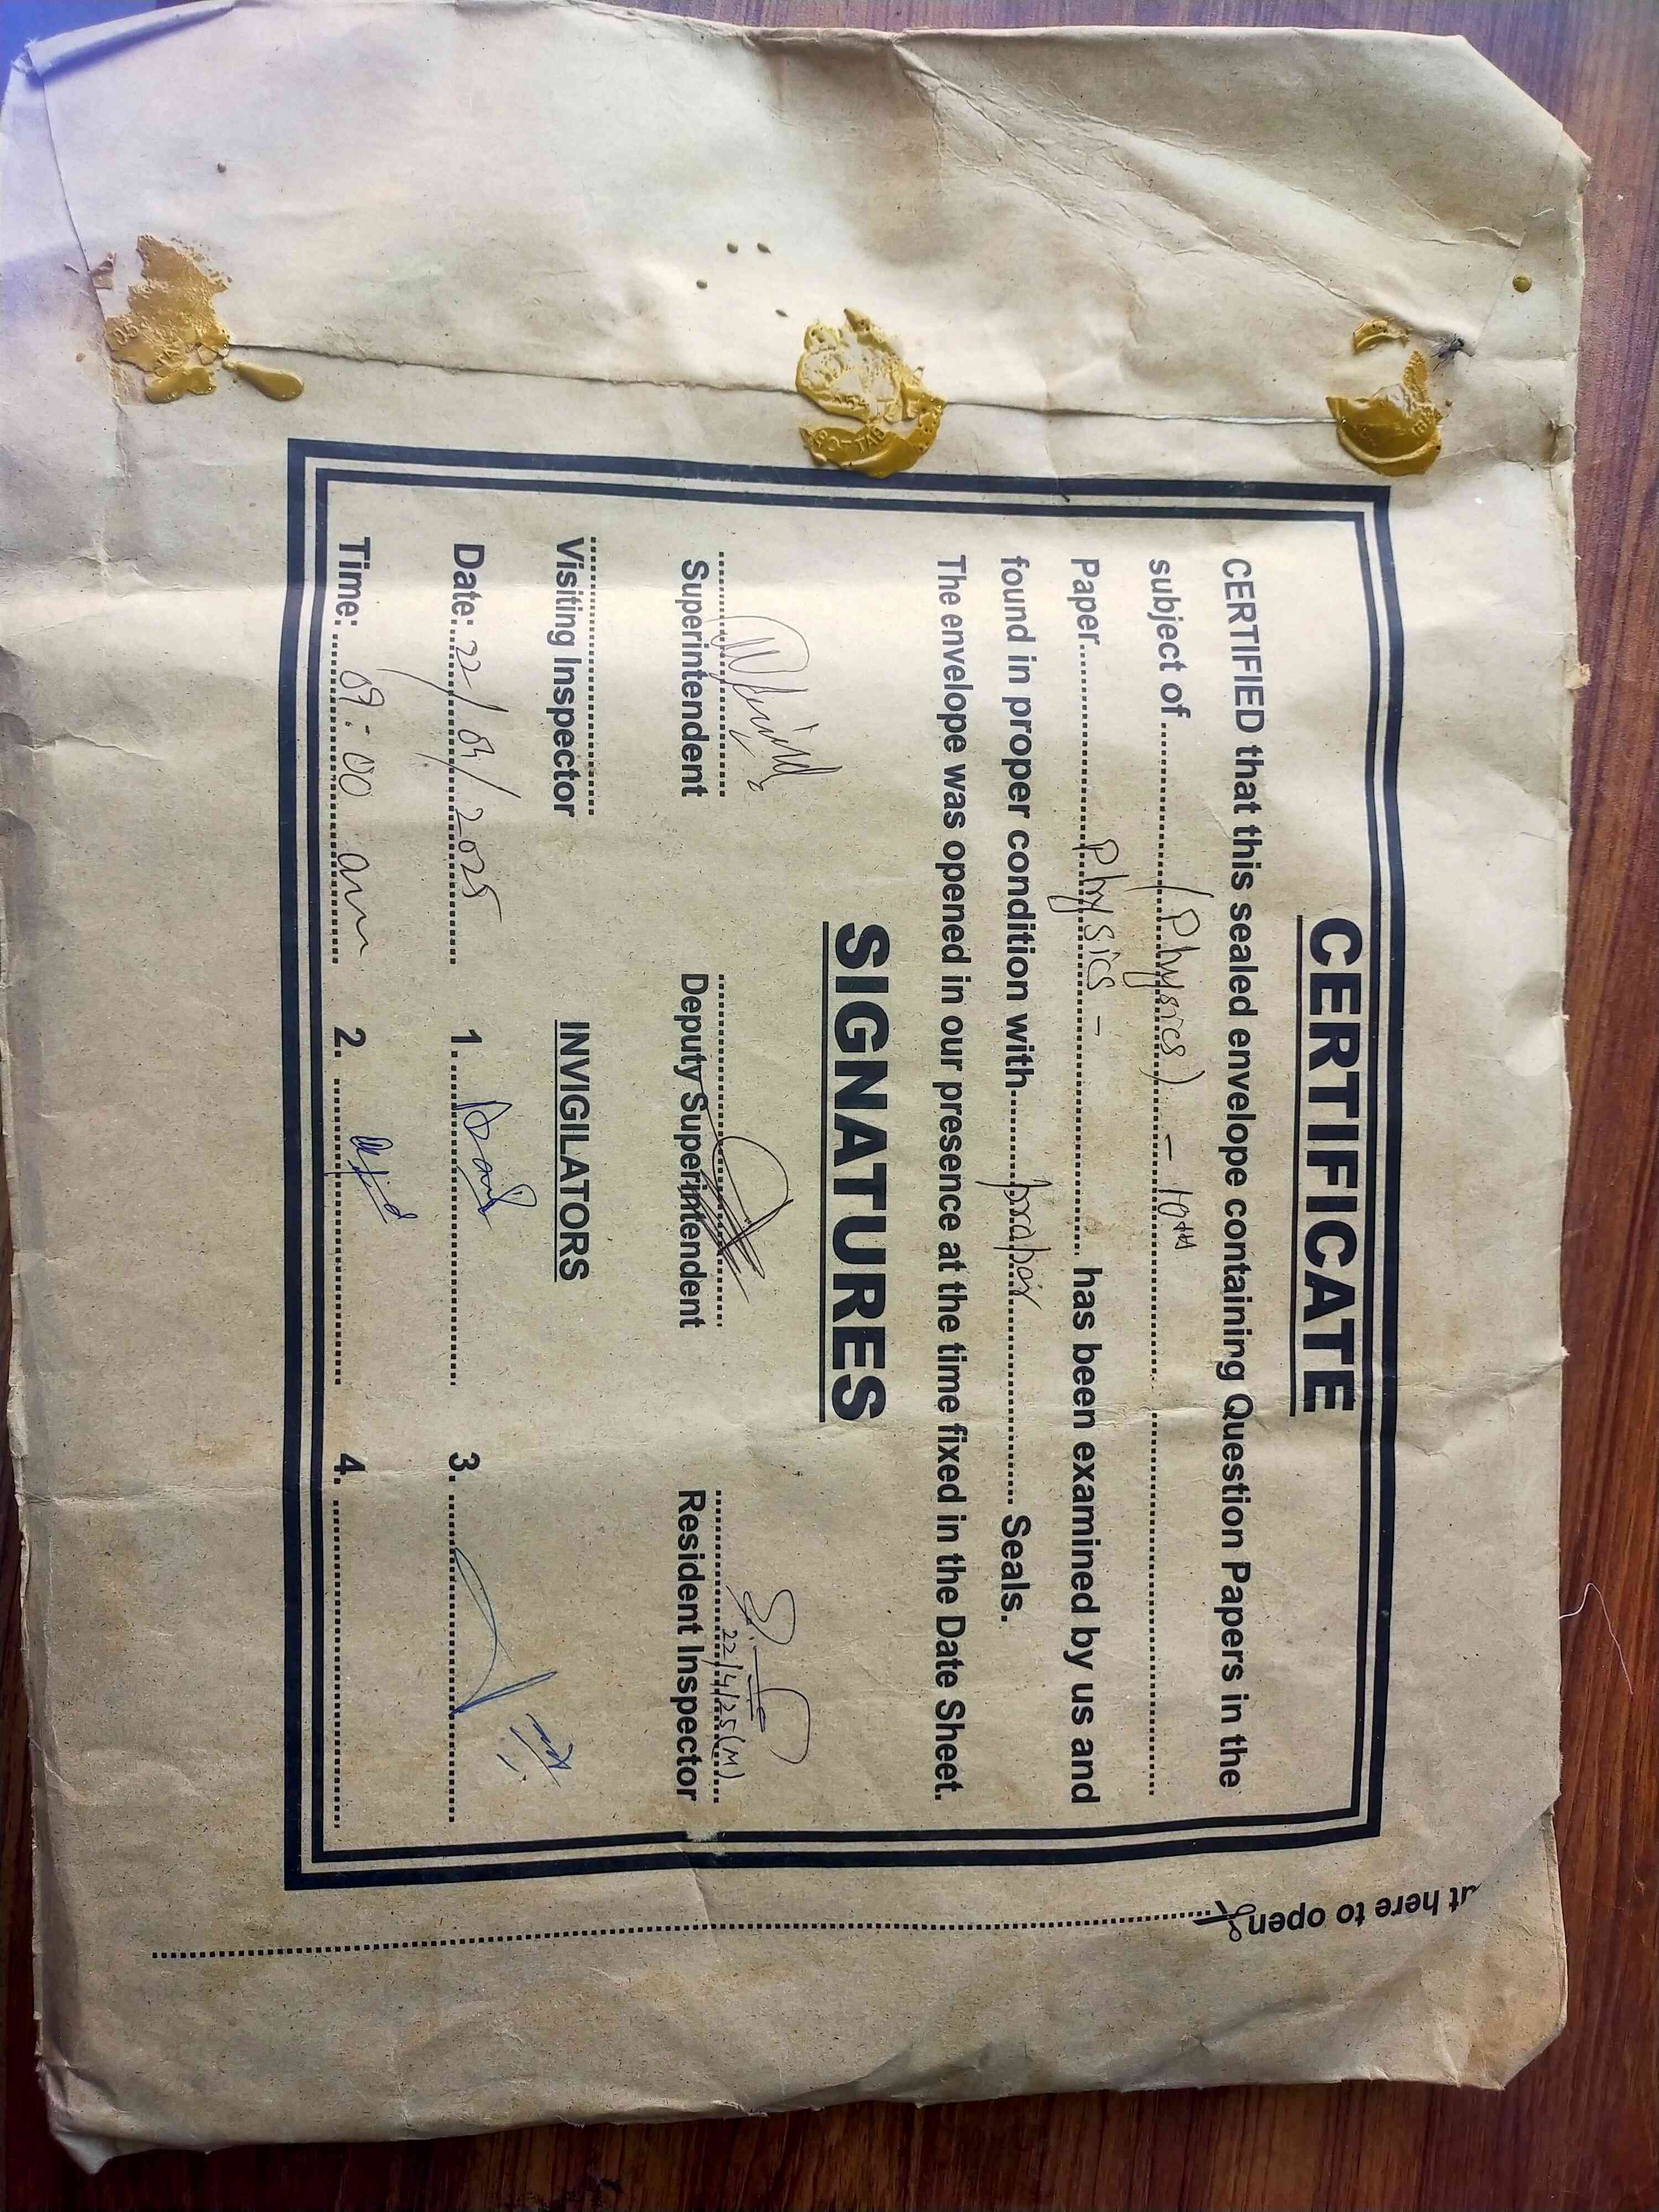 CERTIFICATE
CERTIFIED that this sealed envelope containing Question Papers in the
subject of (Physics) - 10th
Paper Physics - has been examined by us and
found in proper condition with proper Seals.
The envelope was opened in our presence at the time fixed in the Date Sheet.
SIGNATURES
22/4/25(M)
Superintendent Deputy Superintendent Resident Inspector
Visiting Inspector INVIGILATORS
Date: 22/04/2025 1. 3.
Time: 09:00 am 2. 4.
ut here to open